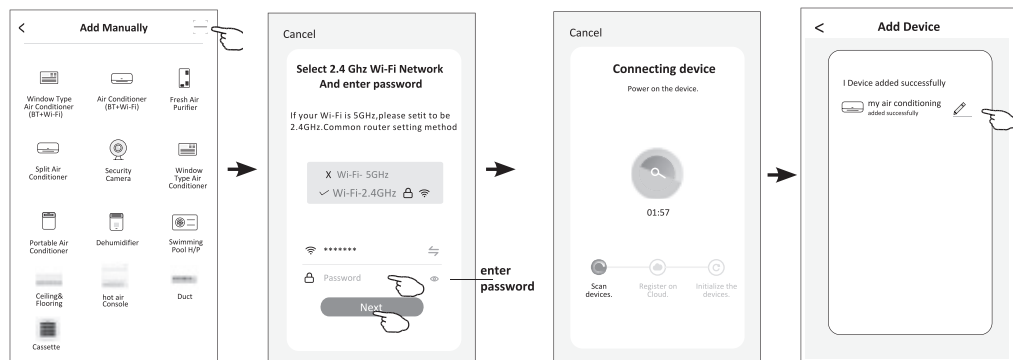 Add Manually
Window Type
Air Conditioner
(BT+Wi-Fi)
Air Conditioner
(BT+Wi-Fi)
Fresh Air
Purifier
Split Air
Conditioner
Security
Camera
Window
Type Air
Conditioner
Portable Air
Conditioner
Dehumidifier
Swimming
Pool H/P
Ceiling&
Flooring
hot air
Console
Duct
Cassette
Cancel
Select 2.4 Ghz Wi-Fi Network
And enter password
If your Wi-Fi is 5GHz,please setit to be
2.4GHz.Common router setting method
X Wi-Fi- 5GHz
Wi-Fi-2.4GHz
*******
Password
Next
enter
password
Cancel
Connecting device
Power on the device.
01:57
Scan
devices.
Register on
Cloud.
Initialize the
devices.
Add Device
I Device added successfully
my air conditioning
added successfully